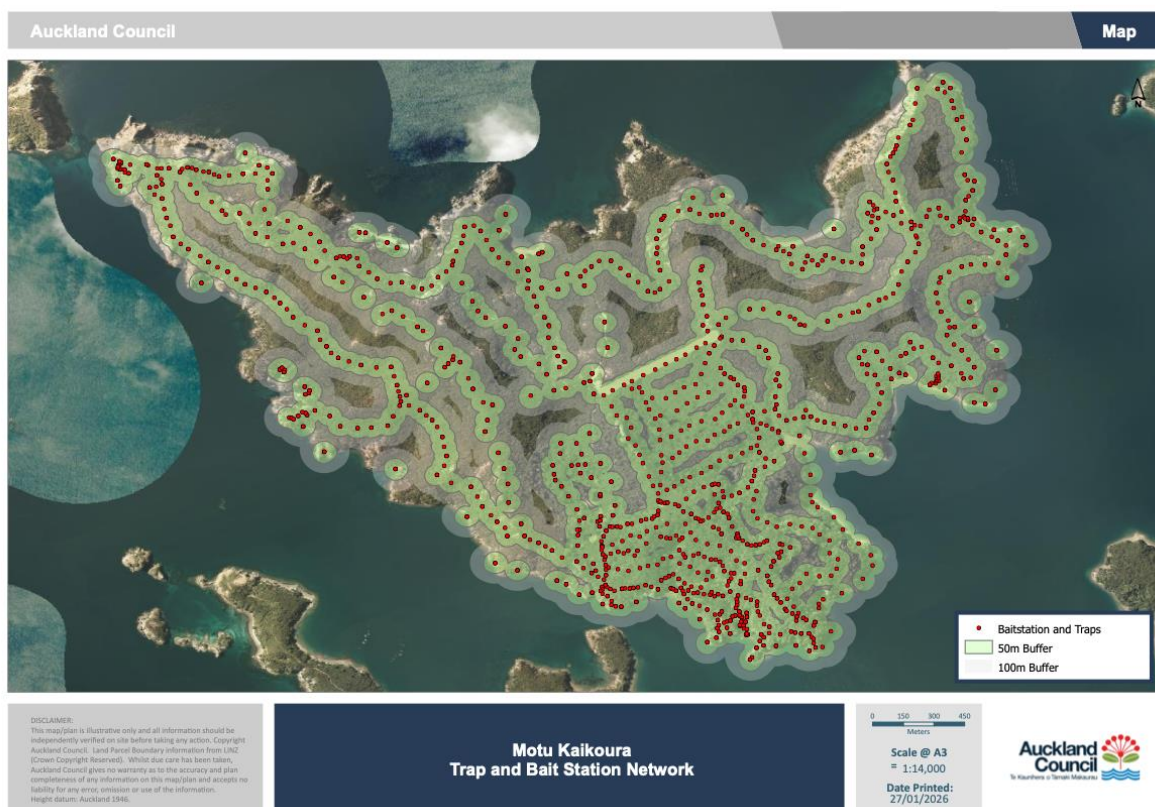 Auckland Council
Map
N
Baitstation and Traps
50m Buffer
100m Buffer
DISCLAIMER:
This map/plan is illustrative only and all information should be
independently verified on site before taking any action. Copyright
Auckland Council. Land Parcel Boundary information from LINZ
(Crown Copyright Reserved). Whilst due care has been taken,
Auckland Council gives no warranty as to the accuracy and plan
completeness of any information on this map/plan and accepts no
liability for any error, omission or use of the information.
Height datum: Auckland 1946.
Motu Kaikoura
Trap and Bait Station Network
0 150 300 450
Meters
Scale @ A3
= 1:14,000
Date Printed:
27/01/2026
Auckland
Council
Te Kaunihera o Tāmaki Makaurau